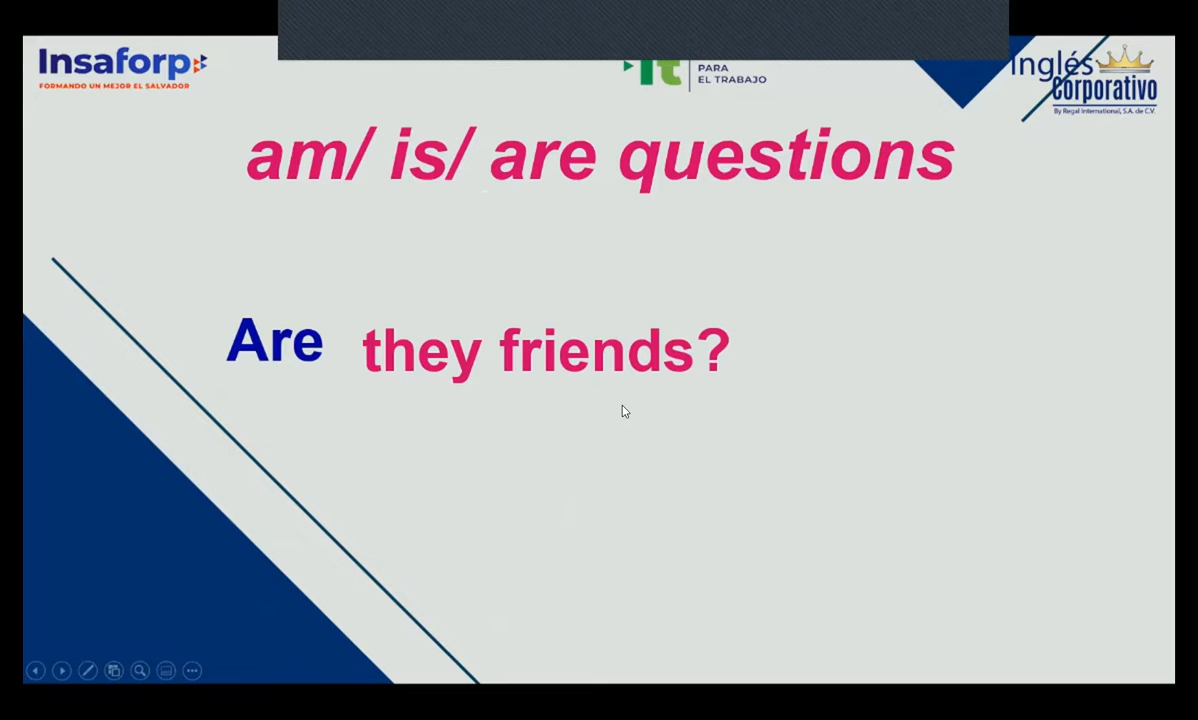 Insaforp
FORMANDO UN MEJOR EL SALVADOR
PARA
EL TRABAJO
Inglés
Corporativo
By Regal International, S.A. de C.V.
am/ is/ are questions
Are they friends?